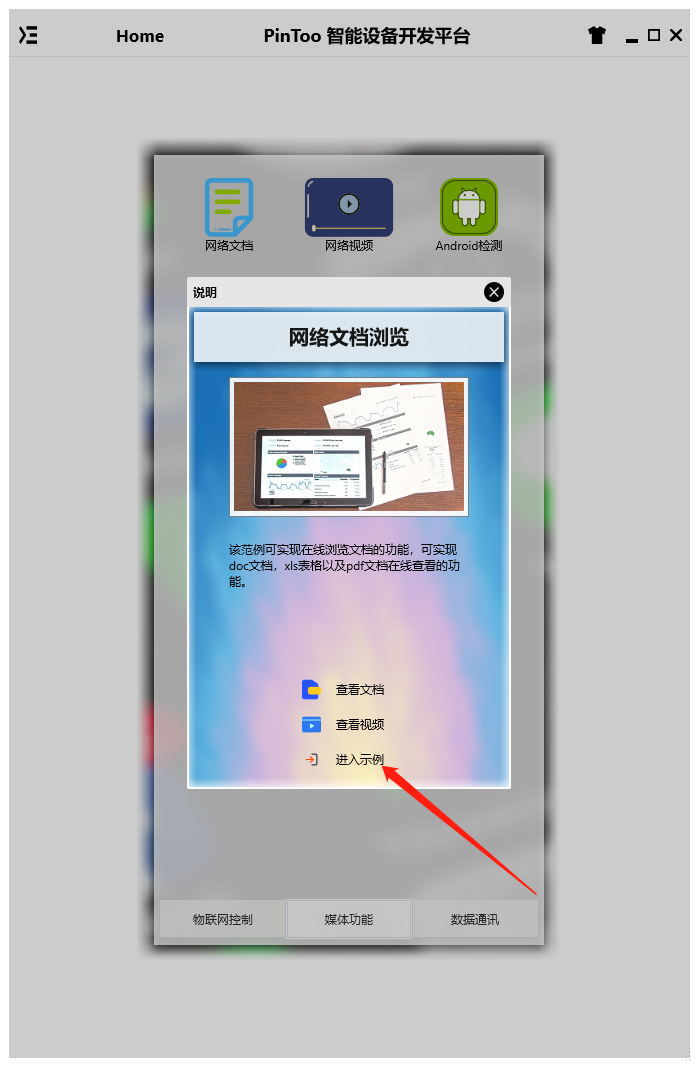 Home
PinToo 智能设备开发平台
网络文档
网络视频
Android检测
说明
网络文档浏览
该范例可实现在线浏览文档的功能，可实现
doc文档，xls表格以及pdf文档在线查看的功
能。
查看文档
查看视频
进入示例
物联网控制
媒体功能
数据通讯